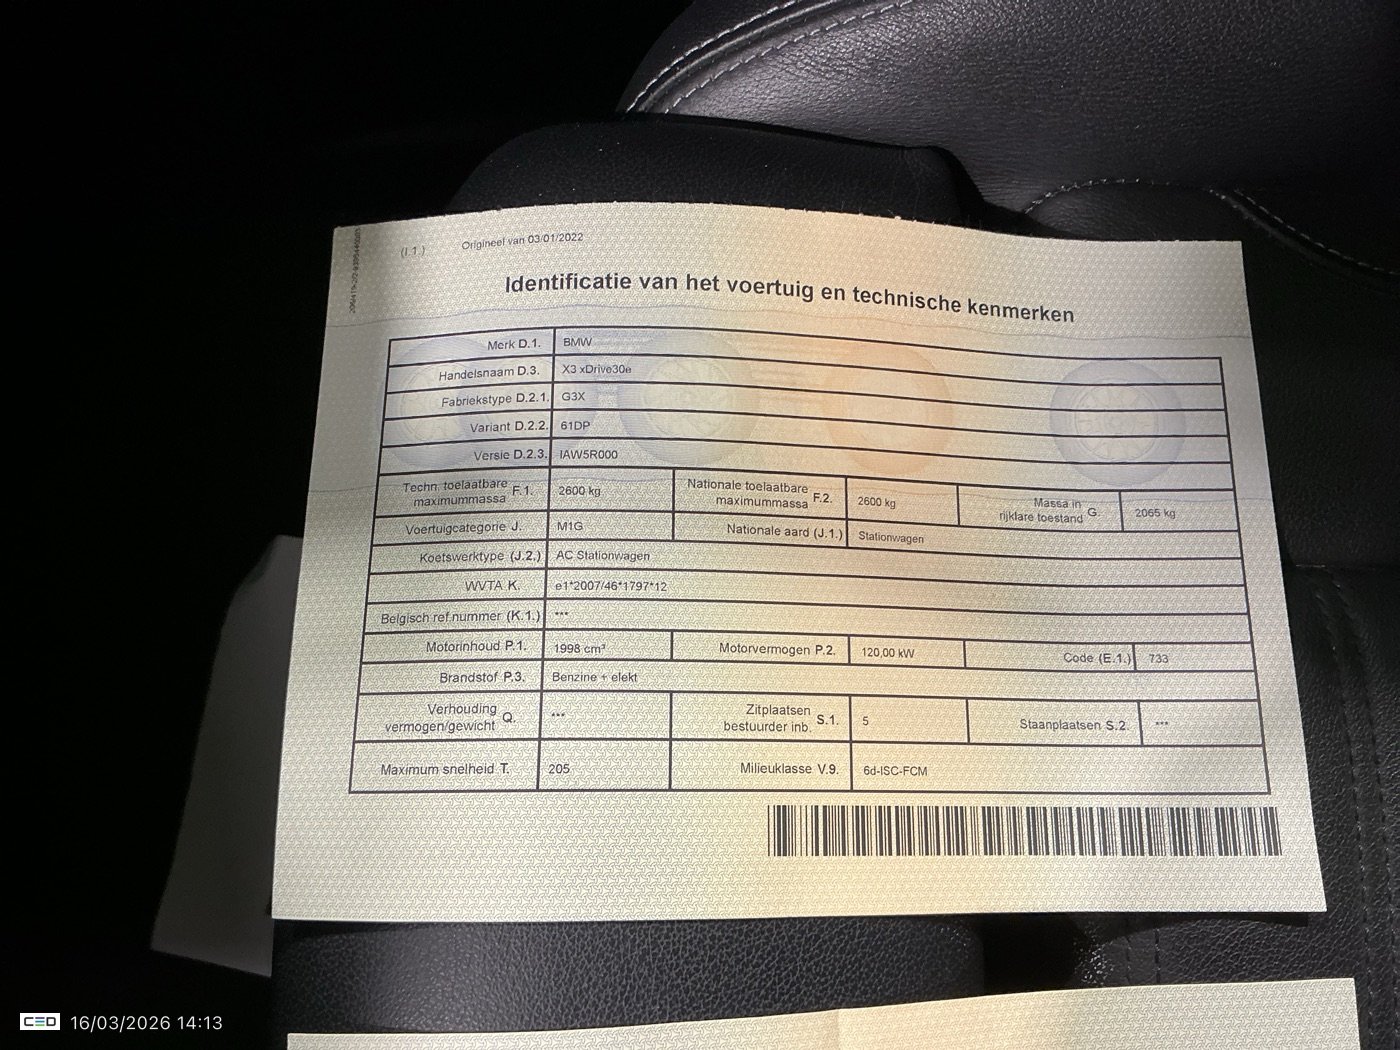 (I.1.) Origineel van 03/01/2022
Identificatie van het voertuig en technische kenmerken
Merk D.1. BMW
Handelsnaam D.3. X3 xDrive30e
Fabriekstype D.2.1. G3X
Variant D.2.2. 61DP
Versie D.2.3. IAW5R000
Techn. toelaatbare maximummassa F.1. 2600 kg Nationale toelaatbare maximummassa F.2. 2600 kg Massa in rijklare toestand G. 2065 kg
Voertuigcategorie J. M1G Nationale aard (J.1.) Stationwagen
Koetswerktype (J.2.) AC Stationwagen
WVTA K. e1*2007/46*1797*12
Belgisch ref.nummer (K.1.) ***
Motorinhoud P.1. 1998 cm³ Motorvermogen P.2. 120,00 kW Code (E.1.) 733
Brandstof P.3. Benzine + elekt
Verhouding vermogen/gewicht Q. *** Zitplaatsen bestuurder inb. S.1. 5 Staanplaatsen S.2. ***
Maximum snelheid T. 205 Milieuklasse V.9. 6d-ISC-FCM
CED 16/03/2026 14:13